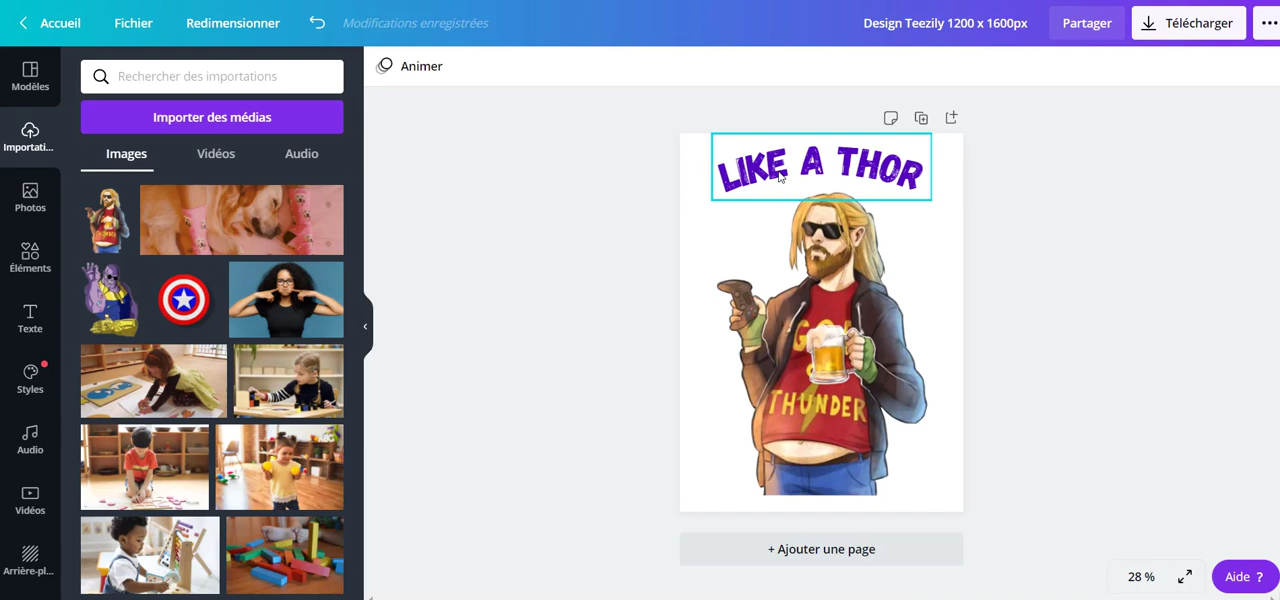 Accueil
Fichier
Redimensionner
Modifications enregistrées
Design Teezily 1200 x 1600px
Partager
Télécharger
Modèles
Importati...
Photos
Éléments
Texte
Styles
Audio
Vidéos
Arrière-pl...
Rechercher des importations
Importer des médias
Images
Vidéos
Audio
Animer
LIKE A THOR
THUNDER
+ Ajouter une page
28 %
Aide ?